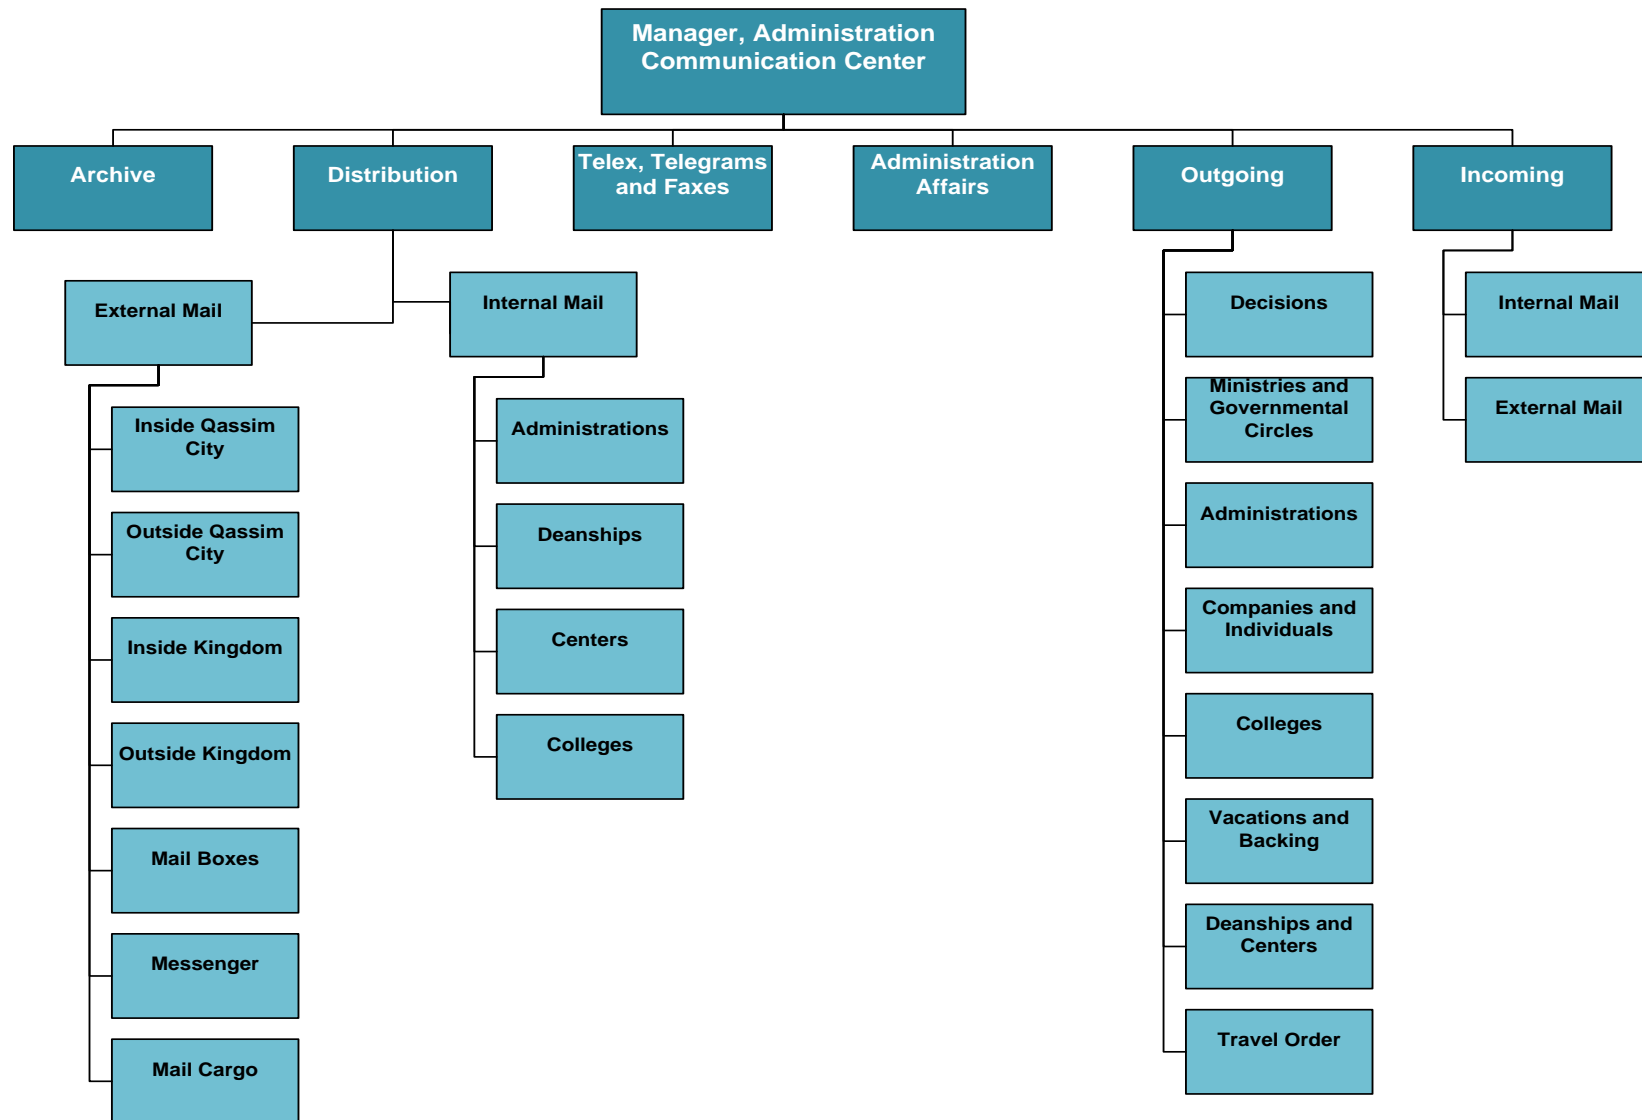 Manager, Administration
Communication Center
Archive
Distribution
Telex, Telegrams
and Faxes
Administration
Affairs
Outgoing
Incoming
External Mail
Inside Qassim
City
Outside Qassim
City
Inside Kingdom
Outside Kingdom
Mail Boxes
Messenger
Mail Cargo
Internal Mail
Administrations
Deanships
Centers
Colleges
Decisions
Ministries and
Governmental
Circles
Administrations
Companies and
Individuals
Colleges
Vacations and
Backing
Deanships and
Centers
Travel Order
Internal Mail
External Mail